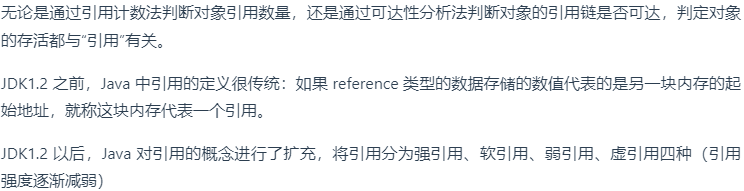 无论是通过引用计数法判断对象引用数量，还是通过可达性分析法判断对象的引用链是否可达，判定对象
的存活都与“引用”有关。
JDK1.2 之前，Java 中引用的定义很传统：如果 reference 类型的数据存储的数值代表的是另一块内存的起
始地址，就称这块内存代表一个引用。
JDK1.2 以后，Java 对引用的概念进行了扩充，将引用分为强引用、软引用、弱引用、虚引用四种（引用
强度逐渐减弱）